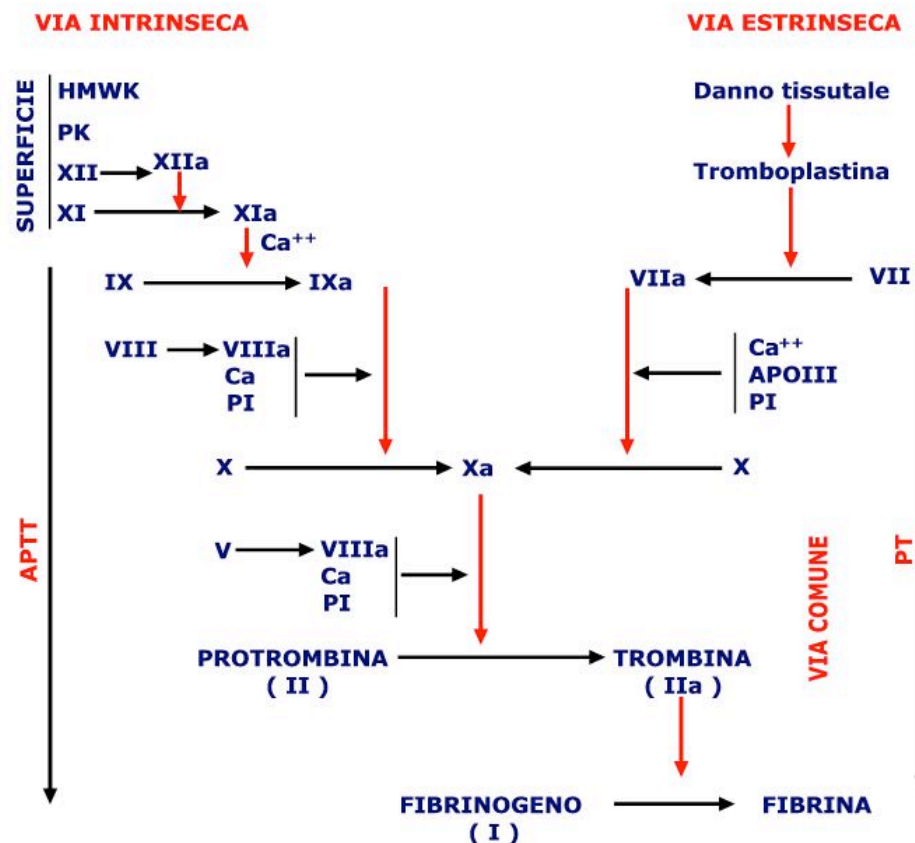 VIA INTRINSECA
VIA ESTRINSECA
SUPERFICIE
HMWK
PK
XII
XIIa
XI
XIa
Ca++
IX
IXa
VIII
VIIIa
Ca
PI
Danno tissutale
Tromboplastina
VIIa
VII
Ca++
APOIII
PI
X
Xa
X
V
VIIIa
Ca
PI
PROTROMBINA
( II )
TROMBINA
( IIa )
FIBRINOGENO
( I )
FIBRINA
APTT
VIA COMUNE
PT